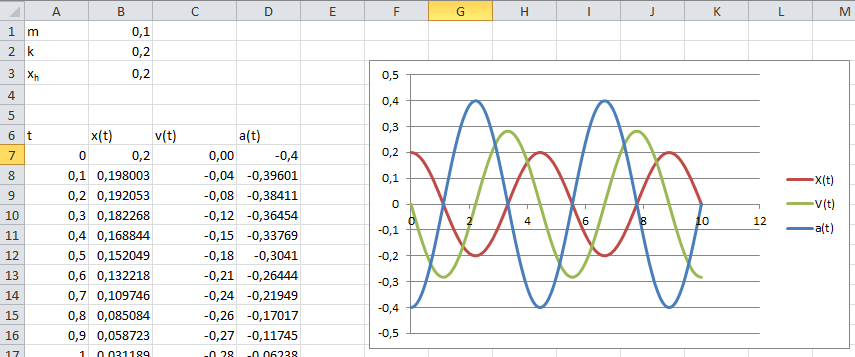 A B C D E F G H I J K L M
1 m 0,1
2 k 0,2
3 xh 0,2
4
5
6 t x(t) v(t) a(t)
7 0 0,2 0,00 -0,4
8 0,1 0,198003 -0,04 -0,39601
9 0,2 0,192053 -0,08 -0,38411
10 0,3 0,182268 -0,12 -0,36454
11 0,4 0,168844 -0,15 -0,33769
12 0,5 0,152049 -0,18 -0,3041
13 0,6 0,132218 -0,21 -0,26444
14 0,7 0,109746 -0,24 -0,21949
15 0,8 0,085084 -0,26 -0,17017
16 0,9 0,058723 -0,27 -0,11745
17 1 0,031189 -0,28 -0,06238
0,5
0,4
0,3
0,2
0,1
0
-0,1
-0,2
-0,3
-0,4
-0,5
0 2 4 6 8 10 12
X(t)
V(t)
a(t)